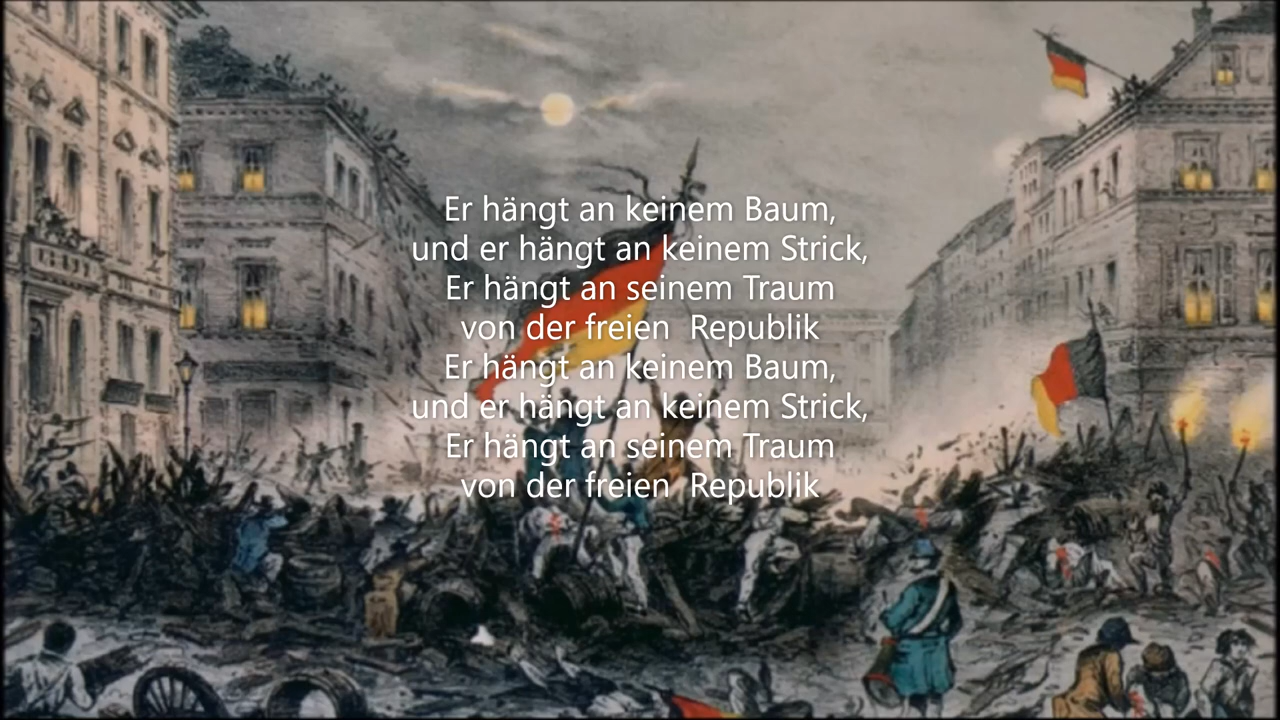 Er hängt an keinem Baum,
und er hängt an keinem Strick,
Er hängt an seinem Traum
von der freien  Republik
Er hängt an keinem Baum,
und er hängt an keinem Strick,
Er hängt an seinem Traum
von der freien  Republik